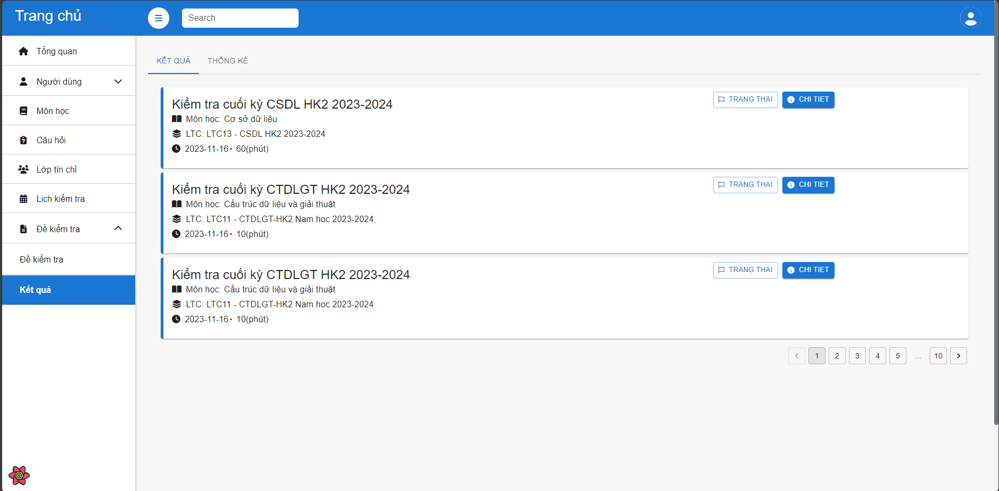 Trang chủ
Search
Tổng quan
Người dùng
Môn học
Câu hỏi
Lớp tín chỉ
Lịch kiểm tra
Đề kiểm tra
Đề kiểm tra
Kết quả
KẾT QUẢ THỐNG KÊ
Kiểm tra cuối kỳ CSDL HK2 2023-2024
TRANG THAI CHI TIET
Môn học: Cơ sở dữ liệu
LTC: LTC13 - CSDL HK2 2023-2024
2023-11-16• 60(phút)
Kiểm tra cuối kỳ CTDLGT HK2 2023-2024
TRANG THAI CHI TIET
Môn học: Cấu trúc dữ liệu và giải thuật
LTC: LTC11 - CTDLGT-HK2 Nam hoc 2023-2024
2023-11-16• 10(phút)
Kiểm tra cuối kỳ CTDLGT HK2 2023-2024
TRANG THAI CHI TIET
Môn học: Cấu trúc dữ liệu và giải thuật
LTC: LTC11 - CTDLGT-HK2 Nam hoc 2023-2024
2023-11-16• 10(phút)
1 2 3 4 5 ... 10